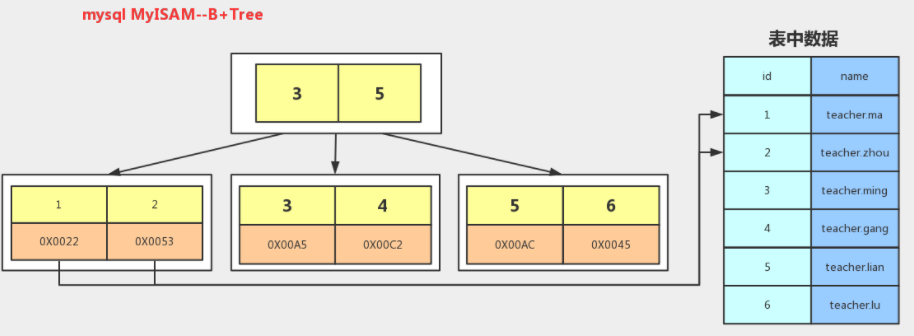 mysql MyISAM--B+Tree
表中数据
3 5
1 2
0X0022 0X0053
3 4
0X00A5 0X00C2
5 6
0X00AC 0X0045
id name
1 teacher.ma
2 teacher.zhou
3 teacher.ming
4 teacher.gang
5 teacher.lian
6 teacher.lu